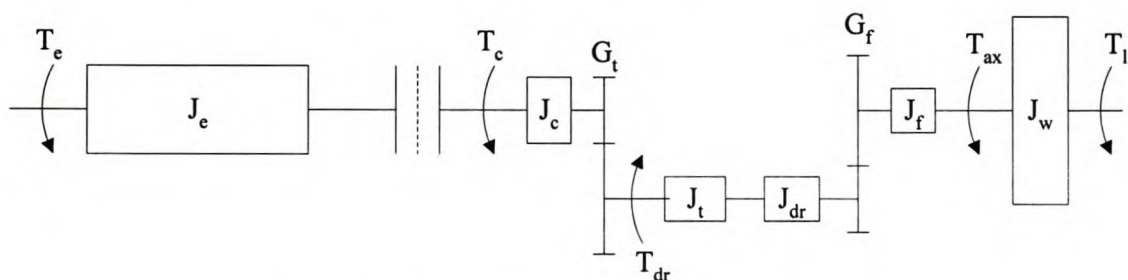 T_e
J_e
T_c
J_c
G_t
T_dr
J_t
J_dr
G_f
J_f
T_ax
J_w
T_l